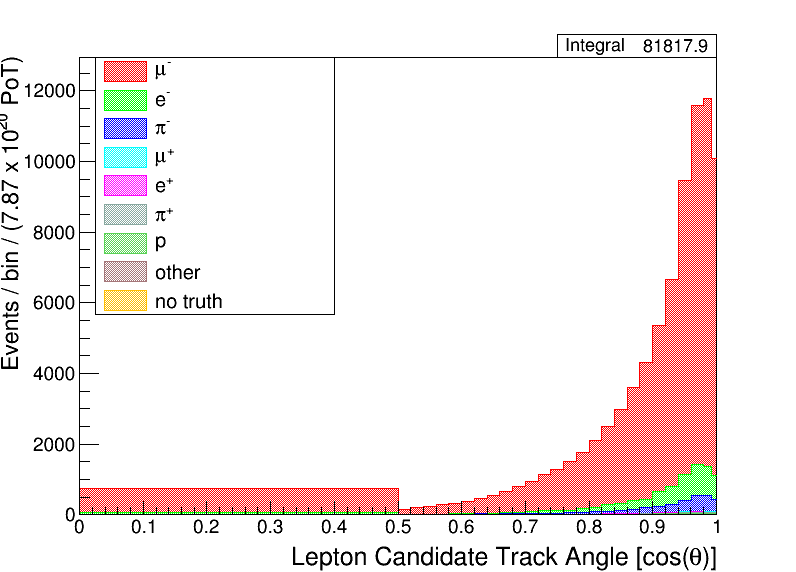 Integral 81817.9
μ-
e-
π-
μ+
e+
π+
p
other
no truth
12000
10000
8000
6000
4000
2000
0
Events / bin / (7.87 x 10^20 PoT)
0 0.1 0.2 0.3 0.4 0.5 0.6 0.7 0.8 0.9 1
Lepton Candidate Track Angle [cos(θ)]